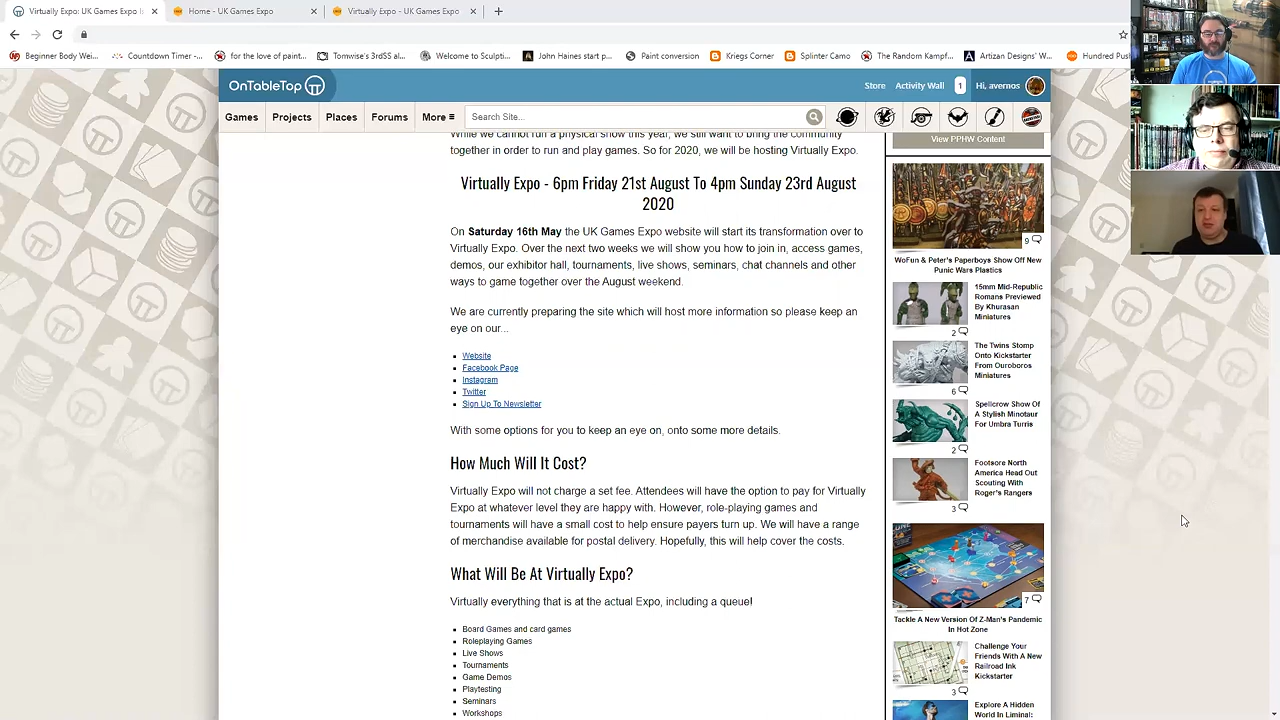 Virtually Expo: UK Games Expo
Home - UK Games Expo
Virtually Expo - UK Games Expo
Beginner Body Wei...
Countdown Timer -...
for the love of paint...
Tomwise's 3rdSS al...
Welcome to Sculpti...
John Haines start p...
Paint conversion
Kriegs Corner
Splinter Camo
The Random Kampf...
Artizan Designs' W...
Hundred Push
OnTableTop
Store
Activity Wall
1
Hi, avernos
Games
Projects
Places
Forums
More ≡
Search Site...
While we cannot run a physical show this year, we still want to bring the community
together in order to run and play games. So for 2020, we will be hosting Virtually Expo.
Virtually Expo - 6pm Friday 21st August To 4pm Sunday 23rd August
2020
On Saturday 16th May the UK Games Expo website will start its transformation over to
Virtually Expo. Over the next two weeks we will show you how to join in, access games,
demos, our exhibitor hall, tournaments, live shows, seminars, chat channels and other
ways to game together over the August weekend.
We are currently preparing the site which will host more information so please keep an
eye on our...
Website
Facebook Page
Instagram
Twitter
Sign Up To Newsletter
With some options for you to keep an eye on, onto some more details.
How Much Will It Cost?
Virtually Expo will not charge a set fee. Attendees will have the option to pay for Virtually
Expo at whatever level they are happy with. However, role-playing games and
tournaments will have a small cost to help ensure payers turn up. We will have a range
of merchandise available for postal delivery. Hopefully, this will help cover the costs.
What Will Be At Virtually Expo?
Virtually everything that is at the actual Expo, including a queue!
Board Games and card games
Roleplaying Games
Live Shows
Tournaments
Game Demos
Playtesting
Seminars
Workshops
View PPHW Content
9
WoFun & Peter's Paperboys Show Off New
Punic Wars Plastics
15mm Mid-Republic
Romans Previewed
By Khurasan
Miniatures
2
The Twins Stomp
Onto Kickstarter
From Ouroboros
Miniatures
6
Spellcrow Show Of
A Stylish Minotaur
For Umbra Turris
2
Footsore North
America Head Out
Scouting With
Roger's Rangers
3
7
Tackle A New Version Of Z-Man's Pandemic
In Hot Zone
Challenge Your
Friends With A New
Railroad Ink
Kickstarter
3
Explore A Hidden
World In Liminal: